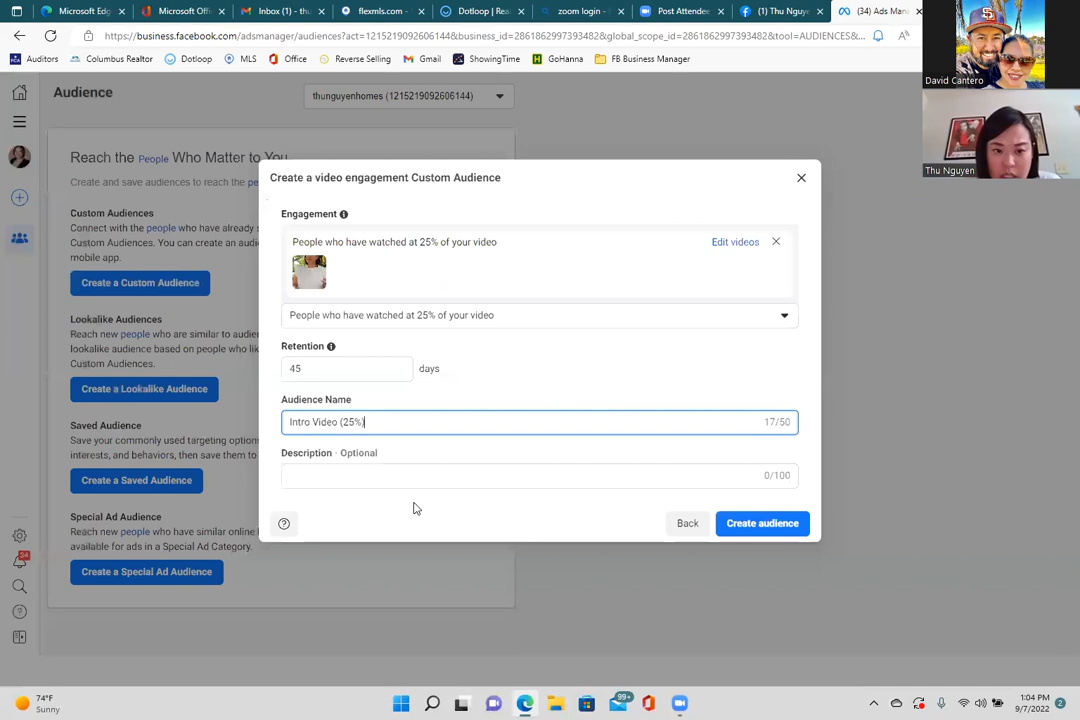 Microsoft Edg
Microsoft Offi
Inbox (1) - thu
flexmls.com -
Dotloop | Rea
zoom login -
Post Attendee
(1) Thu Nguye
(34) Ads Mana
https://business.facebook.com/adsmanager/audiences?act=1215219092606144&business_id=2861862997393482&global_scope_id=2861862997393482&tool=AUDIENCES&...
Auditors
Columbus Realtor
Dotloop
MLS
Office
Reverse Selling
Gmail
ShowingTime
GoHanna
FB Business Manager
David Cantero
Thu Nguyen
Audience
thunguyenhomes (1215219092606144)
Reach the People Who Matter to You
Create and save audiences to reach the pe
Custom Audiences
Connect with the people who have already s
Custom Audiences. You can create an audie
mobile app.
Create a Custom Audience
Lookalike Audiences
Reach new people who are similar to audien
lookalike audience based on people who lik
Custom Audiences.
Create a Lookalike Audience
Saved Audience
Save your commonly used targeting option
interests, and behaviors, then save them to
Create a Saved Audience
Special Ad Audience
Reach new people who have similar online b
available for ads in a Special Ad Category.
Create a Special Ad Audience
Create a video engagement Custom Audience
Engagement
People who have watched at 25% of your video
Edit videos
People who have watched at 25% of your video
Retention
45 days
Audience Name
Intro Video (25%) 17/50
Description · Optional
0/100
Back
Create audience
74°F
Sunny
99+
1:04 PM
9/7/2022
2